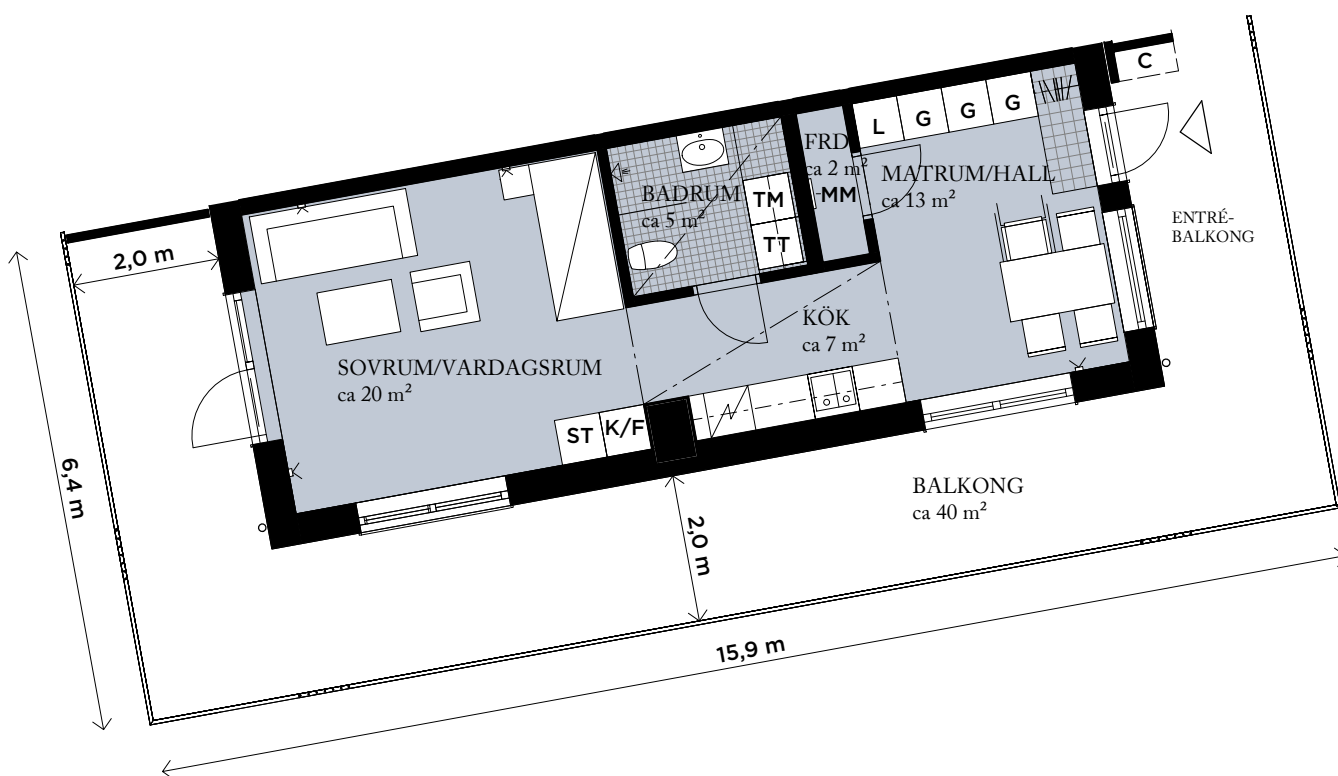 C
L
G
G
G
FRD
ca 2 m²
MM
MATRUM/HALL
ca 13 m²
BADRUM
ca 5 m²
TM
TT
ENTRÉ-
BALKONG
2,0 m
KÖK
ca 7 m²
SOVRUM/VARDAGSRUM
ca 20 m²
ST
K/F
6,4 m
BALKONG
ca 40 m²
2,0 m
15,9 m